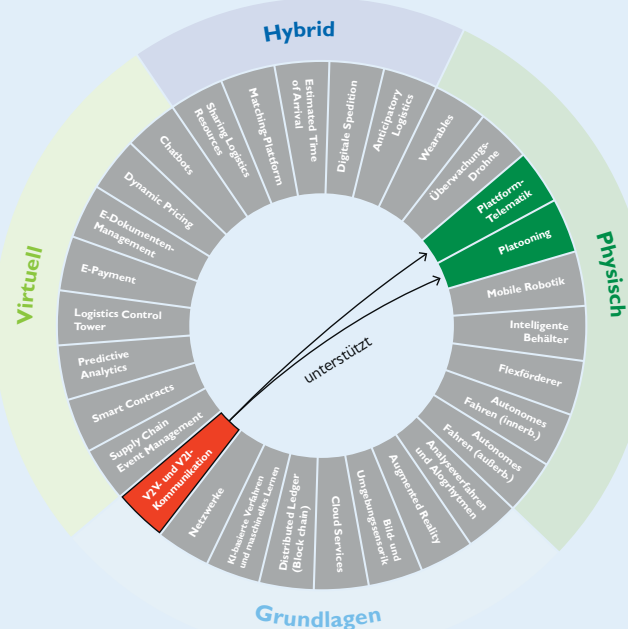 Hybrid
Physisch
Grundlagen
Virtuell
Estimated Time
of Arrival
Digitale Spedition
Anticipatory
Logistics
Wearables
Überwachungs-
Drohne
Plattform-
Telematik
Platooning
Mobile Robotik
Intelligente
Behälter
Flexförderer
Autonomes
Fahren (innerb.)
Autonomes
Fahren (außerb.)
Analyseverfahren
und Alogrhytmen
Augmented Reality
Bild- und
Umgebungssensorik
Cloud Services
Distributed Ledger
(Block chain)
KI-basierte Verfahren
und maschinelles Lernen
Netzwerke
V2V- und V2I-
Kommunikation
Supply Chain
Event Management
Smart Contracts
Predictive
Analytics
Logistics Control
Tower
E-Payment
E-Dokumenten-
Management
Dynamic Pricing
Chatbots
Sharing Logistics
Resources
Matching-Plattform
unterstützt